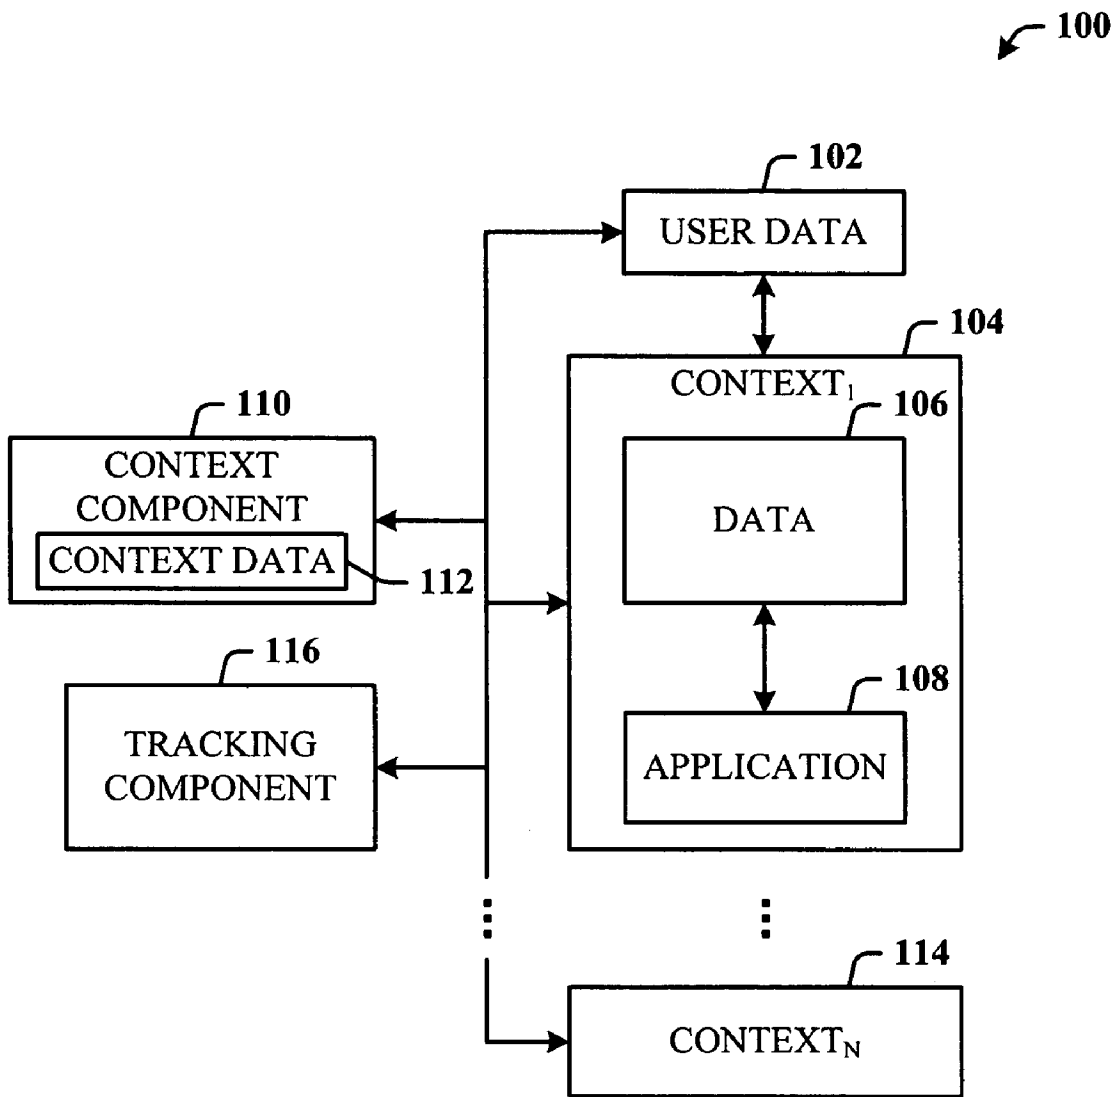 100
102
USER DATA
104
CONTEXT₁
106
DATA
108
APPLICATION
110
CONTEXT
COMPONENT
CONTEXT DATA
112
116
TRACKING
COMPONENT
114
CONTEXT_N